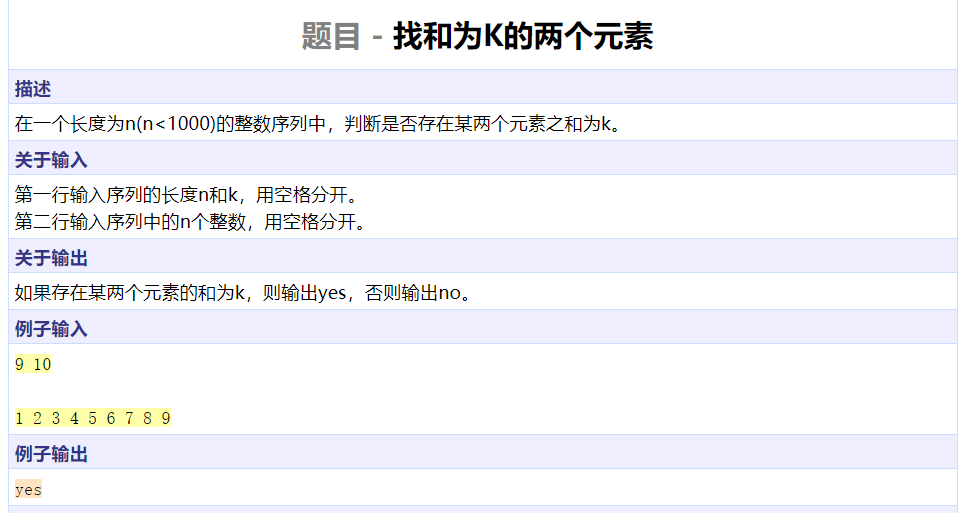 题目 - 找和为K的两个元素
描述
在一个长度为n(n<1000)的整数序列中，判断是否存在某两个元素之和为k。
关于输入
第一行输入序列的长度n和k，用空格分开。
第二行输入序列中的n个整数，用空格分开。
关于输出
如果存在某两个元素的和为k，则输出yes，否则输出no。
例子输入
9 10
1 2 3 4 5 6 7 8 9
例子输出
yes